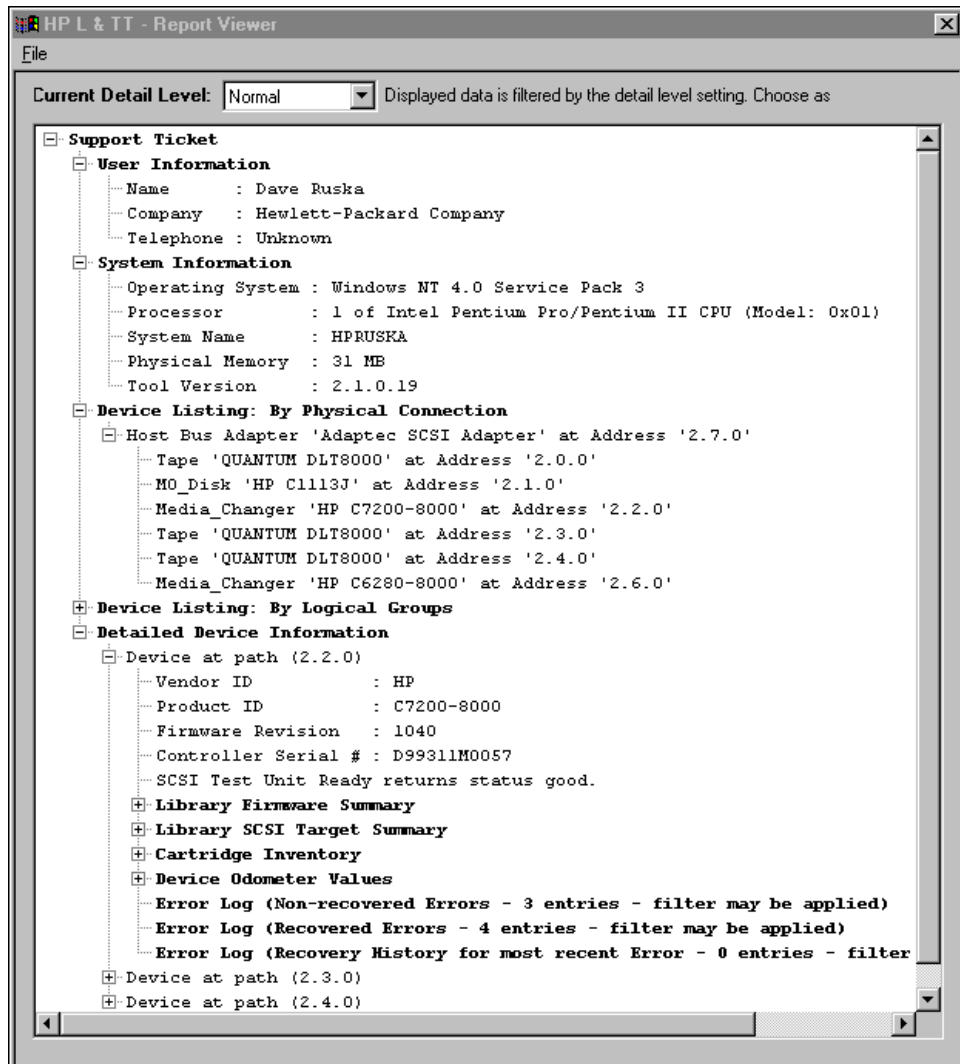 HP L & TT - Report Viewer
File
Current Detail Level: Normal Displayed data is filtered by the detail level setting. Choose as
Support Ticket
User Information
Name : Dave Ruska
Company : Hewlett-Packard Company
Telephone : Unknown
System Information
Operating System : Windows NT 4.0 Service Pack 3
Processor : 1 of Intel Pentium Pro/Pentium II CPU (Model: 0x01)
System Name : HPRUSKA
Physical Memory : 31 MB
Tool Version : 2.1.0.19
Device Listing: By Physical Connection
Host Bus Adapter 'Adaptec SCSI Adapter' at Address '2.7.0'
Tape 'QUANTUM DLT8000' at Address '2.0.0'
MO_Disk 'HP C1113J' at Address '2.1.0'
Media_Changer 'HP C7200-8000' at Address '2.2.0'
Tape 'QUANTUM DLT8000' at Address '2.3.0'
Tape 'QUANTUM DLT8000' at Address '2.4.0'
Media_Changer 'HP C6280-8000' at Address '2.6.0'
Device Listing: By Logical Groups
Detailed Device Information
Device at path (2.2.0)
Vendor ID : HP
Product ID : C7200-8000
Firmware Revision : 1040
Controller Serial # : D99311M0057
SCSI Test Unit Ready returns status good.
Library Firmware Summary
Library SCSI Target Summary
Cartridge Inventory
Device Odometer Values
Error Log (Non-recovered Errors - 3 entries - filter may be applied)
Error Log (Recovered Errors - 4 entries - filter may be applied)
Error Log (Recovery History for most recent Error - 0 entries - filter
Device at path (2.3.0)
Device at path (2.4.0)